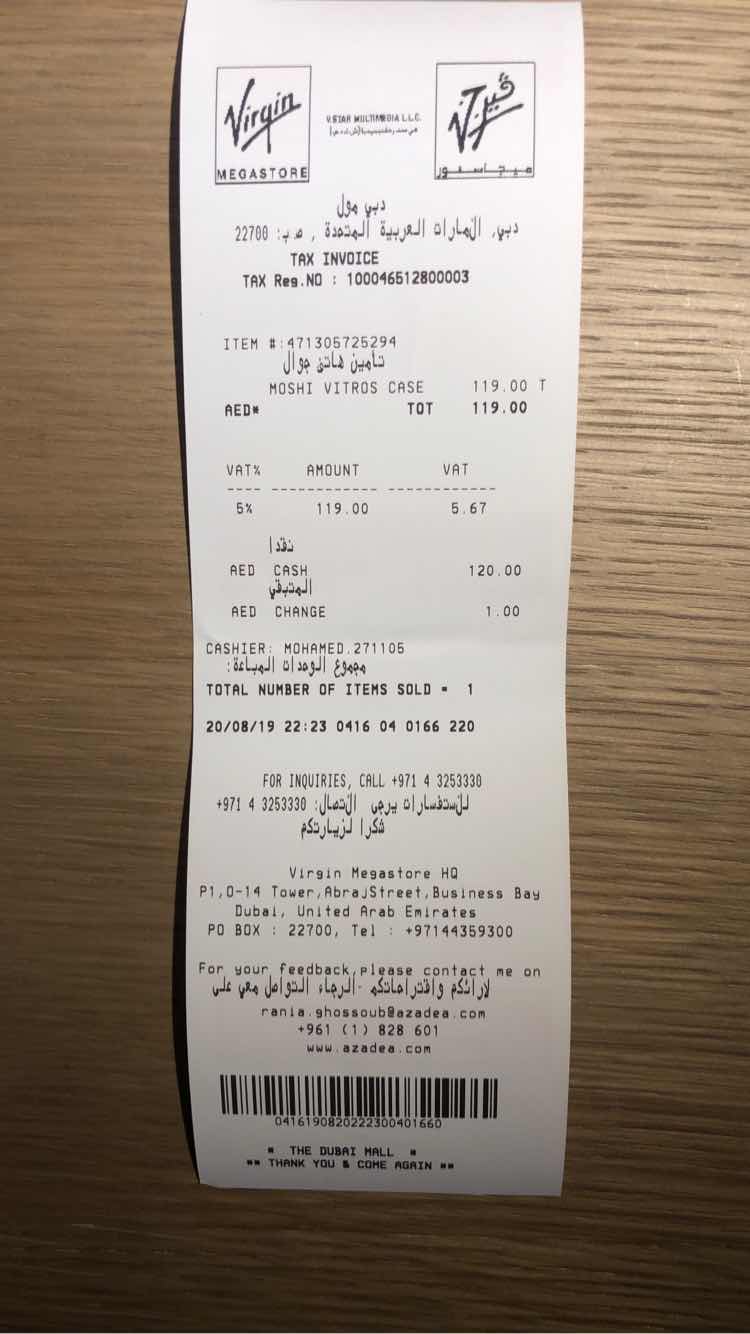 Virgin
MEGASTORE
V.STAR MULTIMEDIA L.L.C.
ڤيرجن
ميجاستور
دبي مول
دبي, الامارات العربية المتحدة , ص ب: 22700
TAX INVOICE
TAX Reg.NO : 100046512800003
ITEM #:471305725294
تأمين هاتف جوال
MOSHI VITROS CASE 119.00 T
AED* TOT 119.00
VAT% AMOUNT VAT
---- ------------ ------------
5% 119.00 5.67
نقدا
AED CASH 120.00
المتبقي
AED CHANGE 1.00
CASHIER: MOHAMED.271105
مجموع الوحدات المباعة:
TOTAL NUMBER OF ITEMS SOLD = 1
20/08/19 22:23 0416 04 0166 220
FOR INQUIRIES, CALL +971 4 3253330
للاستفسارات يرجى الاتصال: 3253330 4 971+
شكرا لزيارتكم
Virgin Megastore HQ
P1,O-14 Tower,AbrajStreet,Business Bay
Dubai, United Arab Emirates
PO BOX : 22700, Tel : +97144359300
For your feedback,please contact me on
لارائكم واقتراحاتكم -الرجاء التواصل معي على
rania.ghossoub@azadea.com
+961 (1) 828 601
www.azadea.com
0416190820222300401660
* THE DUBAI MALL *
** THANK YOU & COME AGAIN **